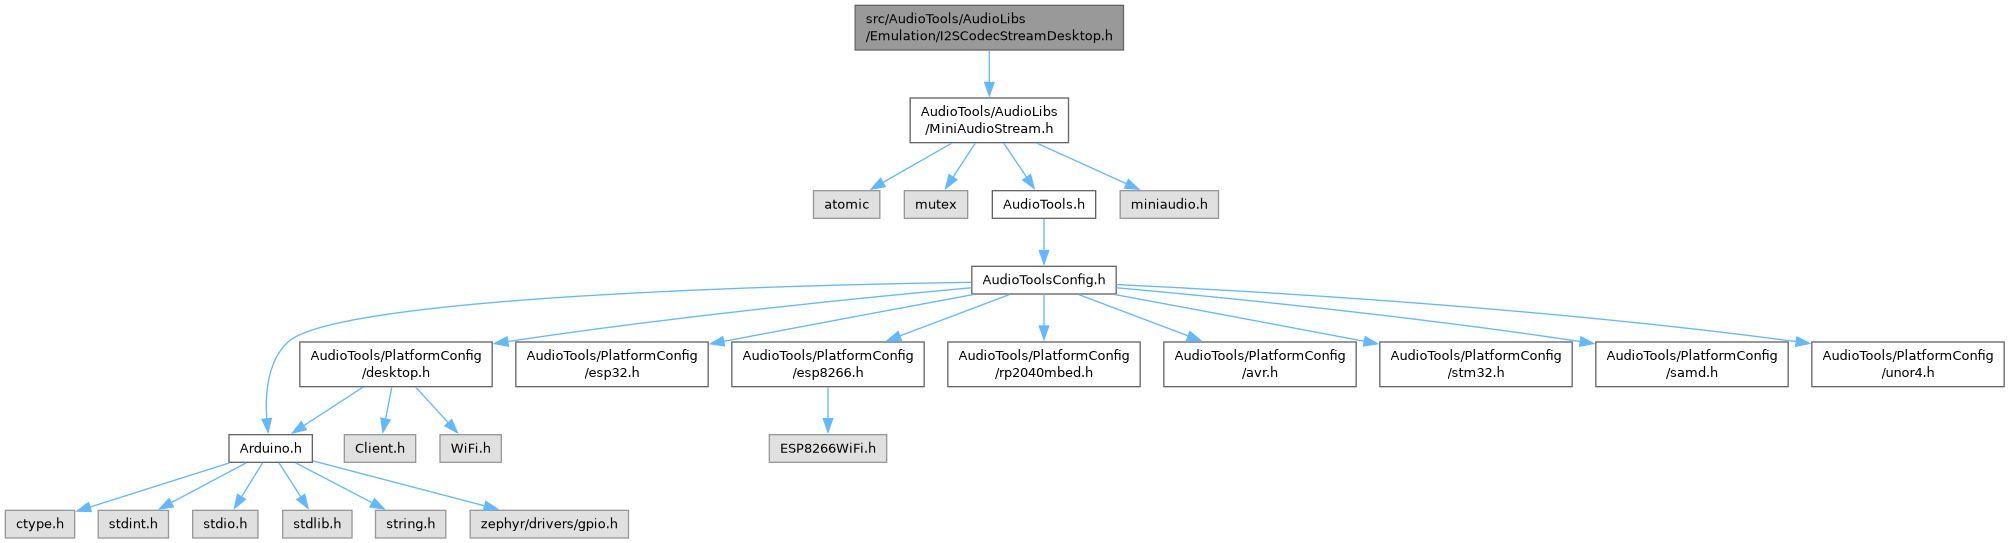 src/AudioTools/AudioLibs
/Emulation/I2SCodecStreamDesktop.h
AudioTools/AudioLibs
/MiniAudioStream.h
atomic
mutex
AudioTools.h
miniaudio.h
AudioToolsConfig.h
AudioTools/PlatformConfig
/desktop.h
AudioTools/PlatformConfig
/esp32.h
AudioTools/PlatformConfig
/esp8266.h
AudioTools/PlatformConfig
/rp2040mbed.h
AudioTools/PlatformConfig
/avr.h
AudioTools/PlatformConfig
/stm32.h
AudioTools/PlatformConfig
/samd.h
AudioTools/PlatformConfig
/unor4.h
Arduino.h
Client.h
WiFi.h
ESP8266WiFi.h
ctype.h
stdint.h
stdio.h
stdlib.h
string.h
zephyr/drivers/gpio.h